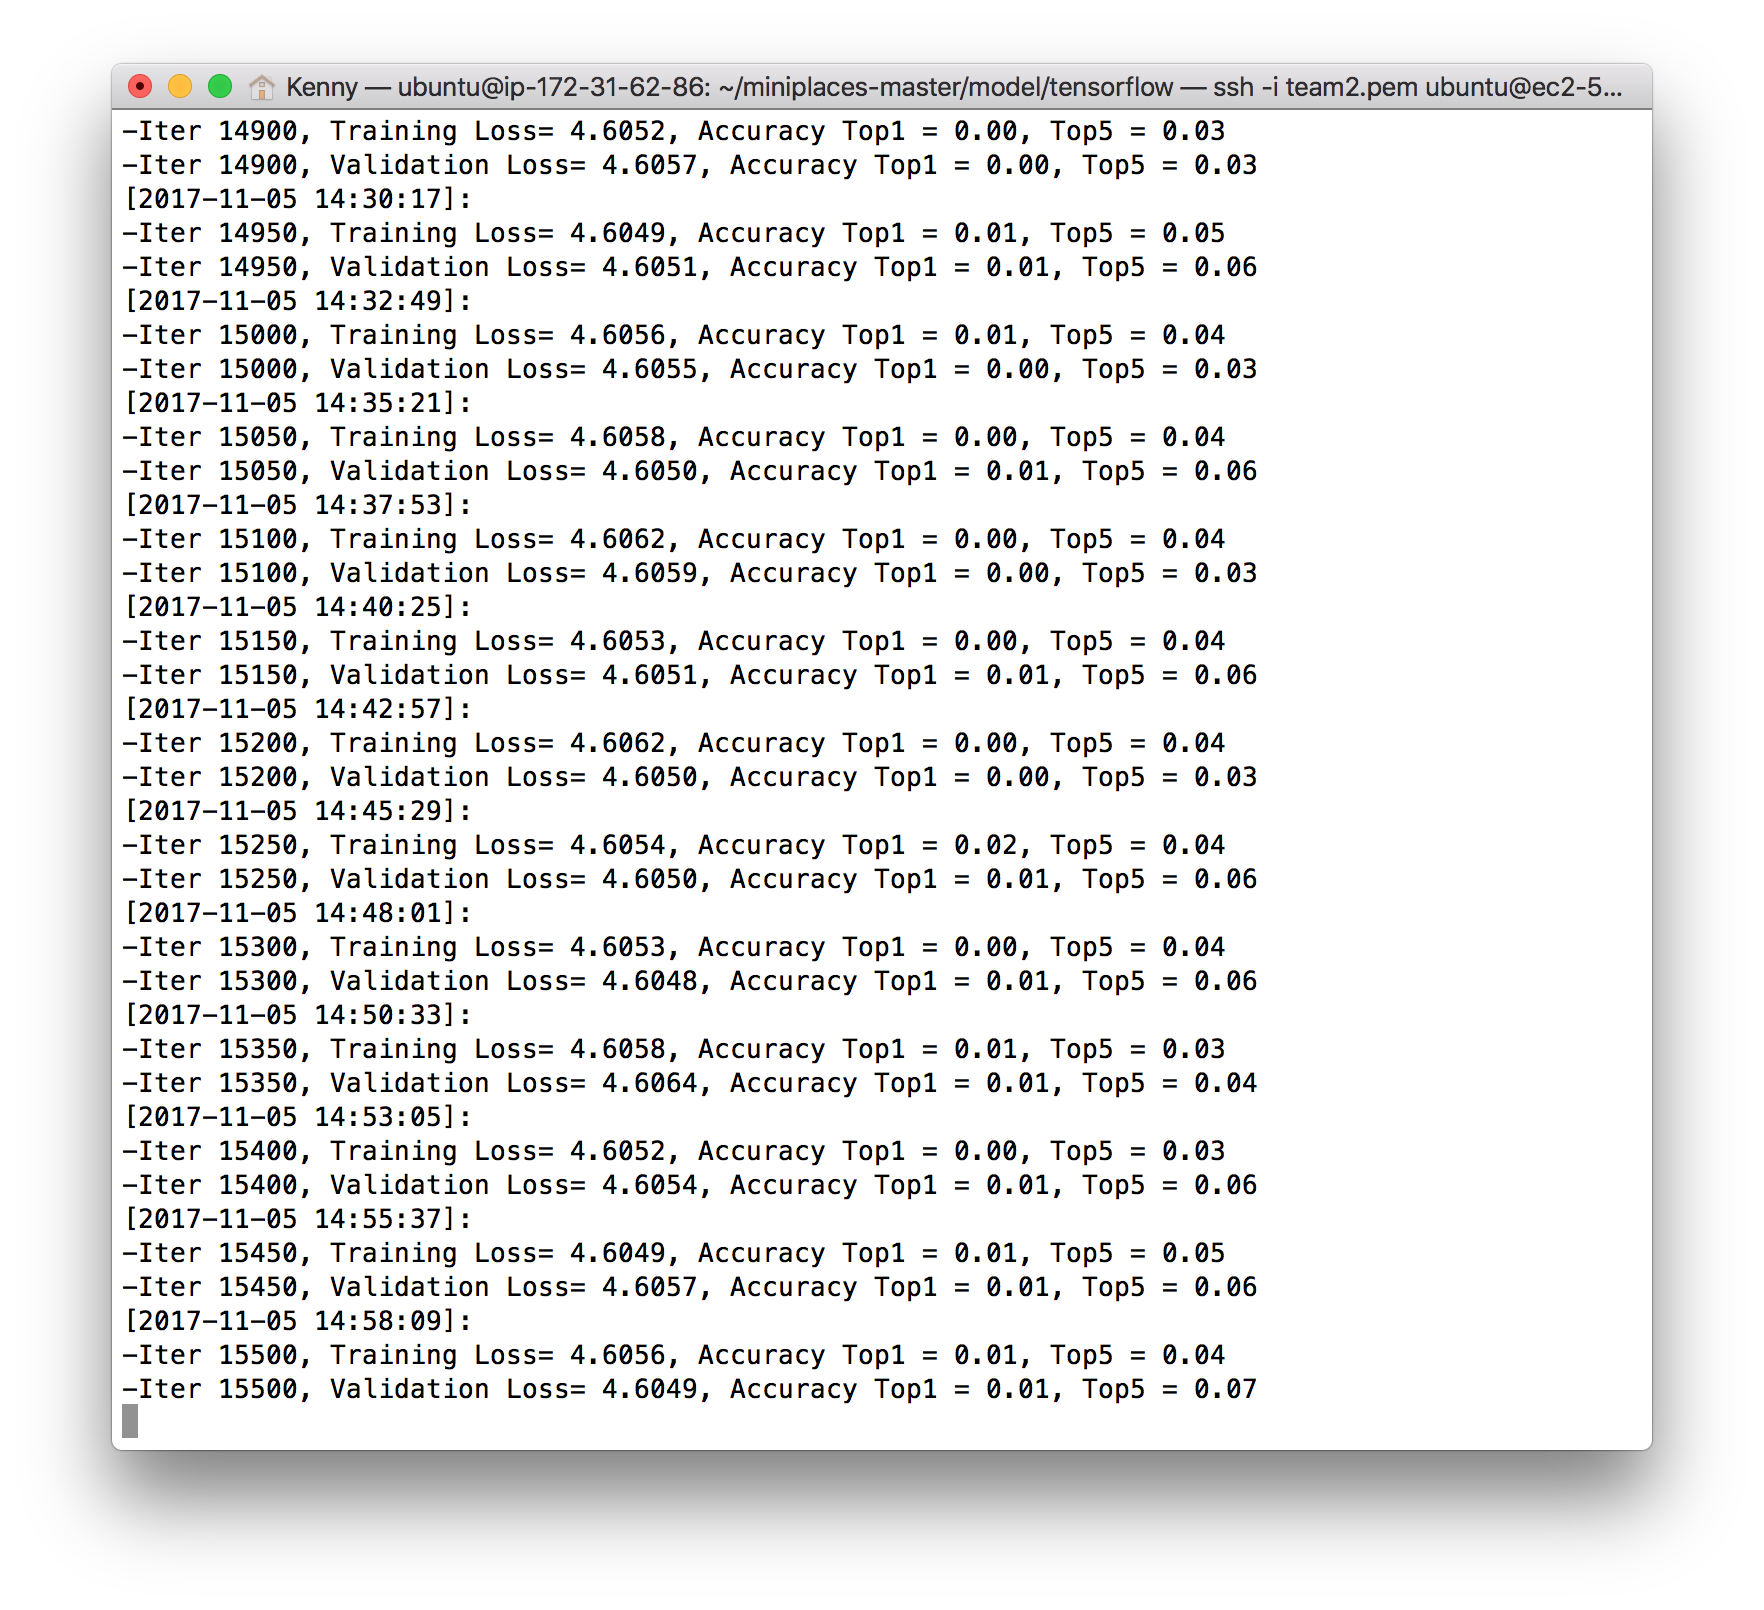 Kenny — ubuntu@ip-172-31-62-86: ~/miniplaces-master/model/tensorflow — ssh -i team2.pem ubuntu@ec2-5...
-Iter 14900, Training Loss= 4.6052, Accuracy Top1 = 0.00, Top5 = 0.03
-Iter 14900, Validation Loss= 4.6057, Accuracy Top1 = 0.00, Top5 = 0.03
[2017-11-05 14:30:17]:
-Iter 14950, Training Loss= 4.6049, Accuracy Top1 = 0.01, Top5 = 0.05
-Iter 14950, Validation Loss= 4.6051, Accuracy Top1 = 0.01, Top5 = 0.06
[2017-11-05 14:32:49]:
-Iter 15000, Training Loss= 4.6056, Accuracy Top1 = 0.01, Top5 = 0.04
-Iter 15000, Validation Loss= 4.6055, Accuracy Top1 = 0.00, Top5 = 0.03
[2017-11-05 14:35:21]:
-Iter 15050, Training Loss= 4.6058, Accuracy Top1 = 0.00, Top5 = 0.04
-Iter 15050, Validation Loss= 4.6050, Accuracy Top1 = 0.01, Top5 = 0.06
[2017-11-05 14:37:53]:
-Iter 15100, Training Loss= 4.6062, Accuracy Top1 = 0.00, Top5 = 0.04
-Iter 15100, Validation Loss= 4.6059, Accuracy Top1 = 0.00, Top5 = 0.03
[2017-11-05 14:40:25]:
-Iter 15150, Training Loss= 4.6053, Accuracy Top1 = 0.00, Top5 = 0.04
-Iter 15150, Validation Loss= 4.6051, Accuracy Top1 = 0.01, Top5 = 0.06
[2017-11-05 14:42:57]:
-Iter 15200, Training Loss= 4.6062, Accuracy Top1 = 0.00, Top5 = 0.04
-Iter 15200, Validation Loss= 4.6050, Accuracy Top1 = 0.00, Top5 = 0.03
[2017-11-05 14:45:29]:
-Iter 15250, Training Loss= 4.6054, Accuracy Top1 = 0.02, Top5 = 0.04
-Iter 15250, Validation Loss= 4.6050, Accuracy Top1 = 0.01, Top5 = 0.06
[2017-11-05 14:48:01]:
-Iter 15300, Training Loss= 4.6053, Accuracy Top1 = 0.00, Top5 = 0.04
-Iter 15300, Validation Loss= 4.6048, Accuracy Top1 = 0.01, Top5 = 0.06
[2017-11-05 14:50:33]:
-Iter 15350, Training Loss= 4.6058, Accuracy Top1 = 0.01, Top5 = 0.03
-Iter 15350, Validation Loss= 4.6064, Accuracy Top1 = 0.01, Top5 = 0.04
[2017-11-05 14:53:05]:
-Iter 15400, Training Loss= 4.6052, Accuracy Top1 = 0.00, Top5 = 0.03
-Iter 15400, Validation Loss= 4.6054, Accuracy Top1 = 0.01, Top5 = 0.06
[2017-11-05 14:55:37]:
-Iter 15450, Training Loss= 4.6049, Accuracy Top1 = 0.01, Top5 = 0.05
-Iter 15450, Validation Loss= 4.6057, Accuracy Top1 = 0.01, Top5 = 0.06
[2017-11-05 14:58:09]:
-Iter 15500, Training Loss= 4.6056, Accuracy Top1 = 0.01, Top5 = 0.04
-Iter 15500, Validation Loss= 4.6049, Accuracy Top1 = 0.01, Top5 = 0.07